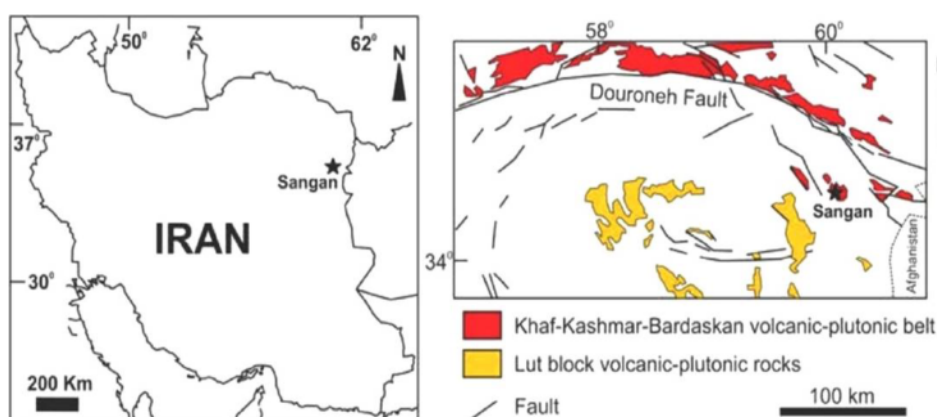 50° 62°
N
37°
Sangan
IRAN
30°
200 Km
58° 60°
Douroneh Fault
Sangan
34°
Afghanistan
Khaf-Kashmar-Bardaskan volcanic-plutonic belt
Lut block volcanic-plutonic rocks
Fault
100 km